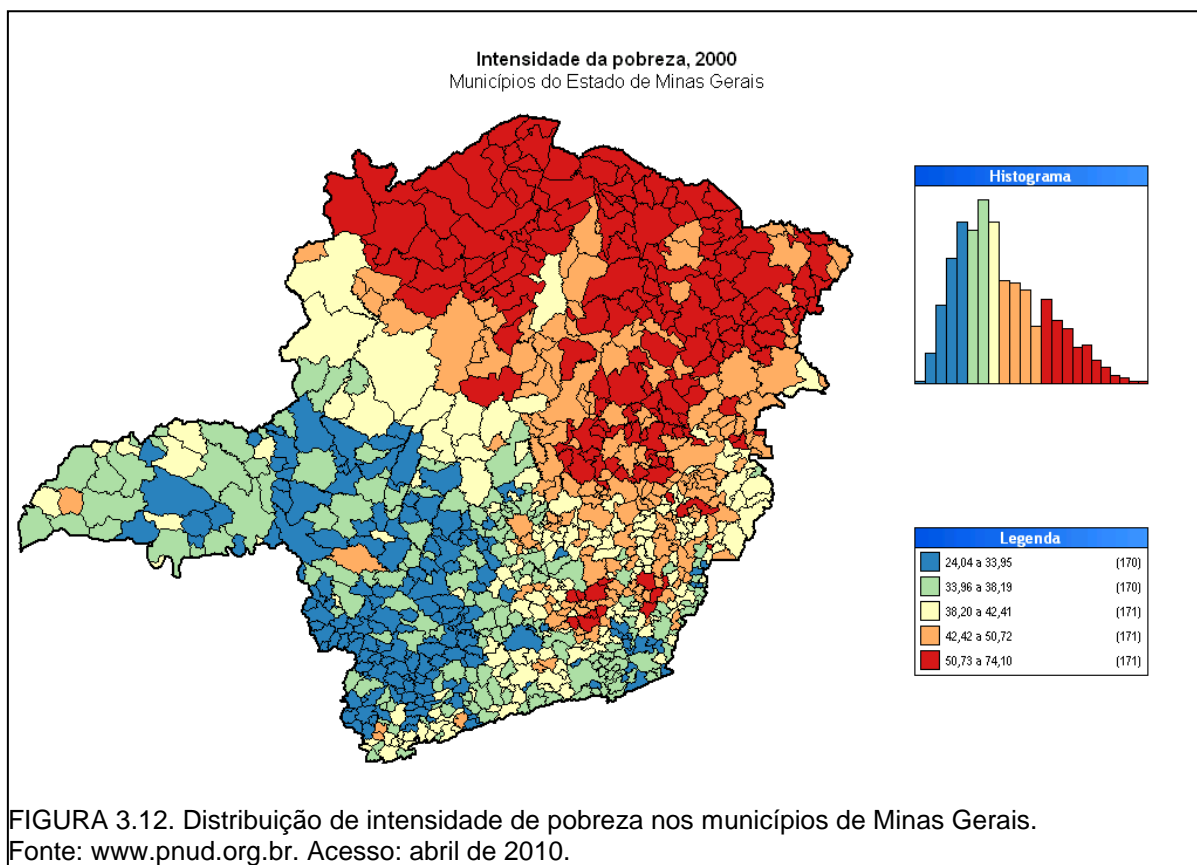 Intensidade da pobreza, 2000
Municípios do Estado de Minas Gerais
Histograma
Legenda
24,04 a 33,95 (170)
33,96 a 38,19 (170)
38,20 a 42,41 (171)
42,42 a 50,72 (171)
50,73 a 74,10 (171)
FIGURA 3.12. Distribuição de intensidade de pobreza nos municípios de Minas Gerais.
Fonte: www.pnud.org.br. Acesso: abril de 2010.